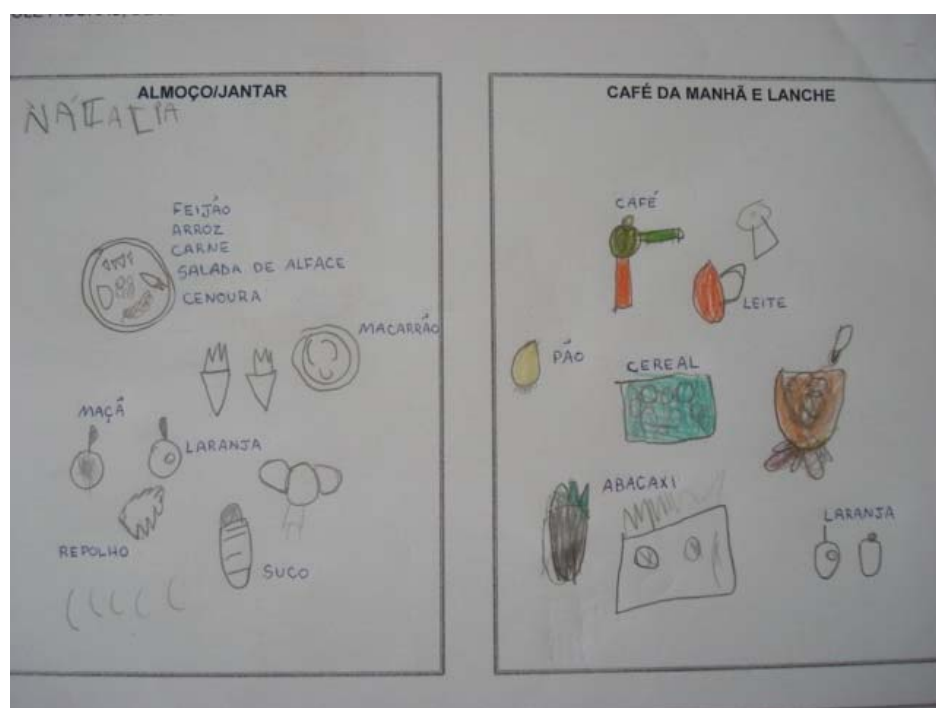 ALMOÇO/JANTAR
NATALIA
FEIJÃO
ARROZ
CARNE
SALADA DE ALFACE
CENOURA
MACARRÃO
MAÇÃ
LARANJA
REPOLHO
SUCO
CAFÉ DA MANHÃ E LANCHE
CAFÉ
LEITE
PÃO
CEREAL
ABACAXI
LARANJA